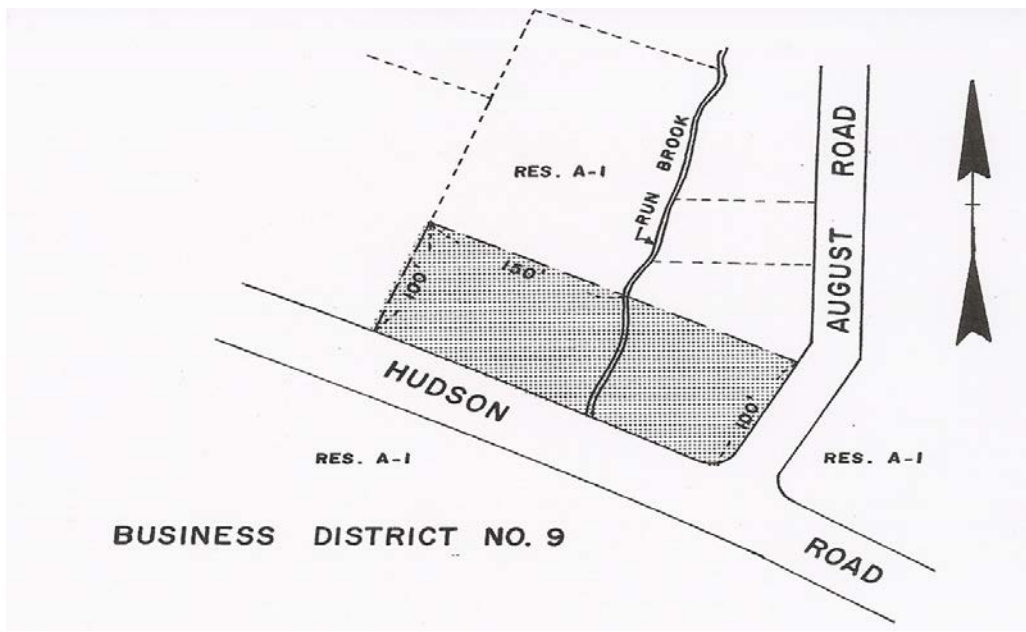 RUN BROOK
AUGUST ROAD
RES. A-1
150'
100'
100'
HUDSON ROAD
RES. A-1
RES. A-1
BUSINESS DISTRICT NO. 9